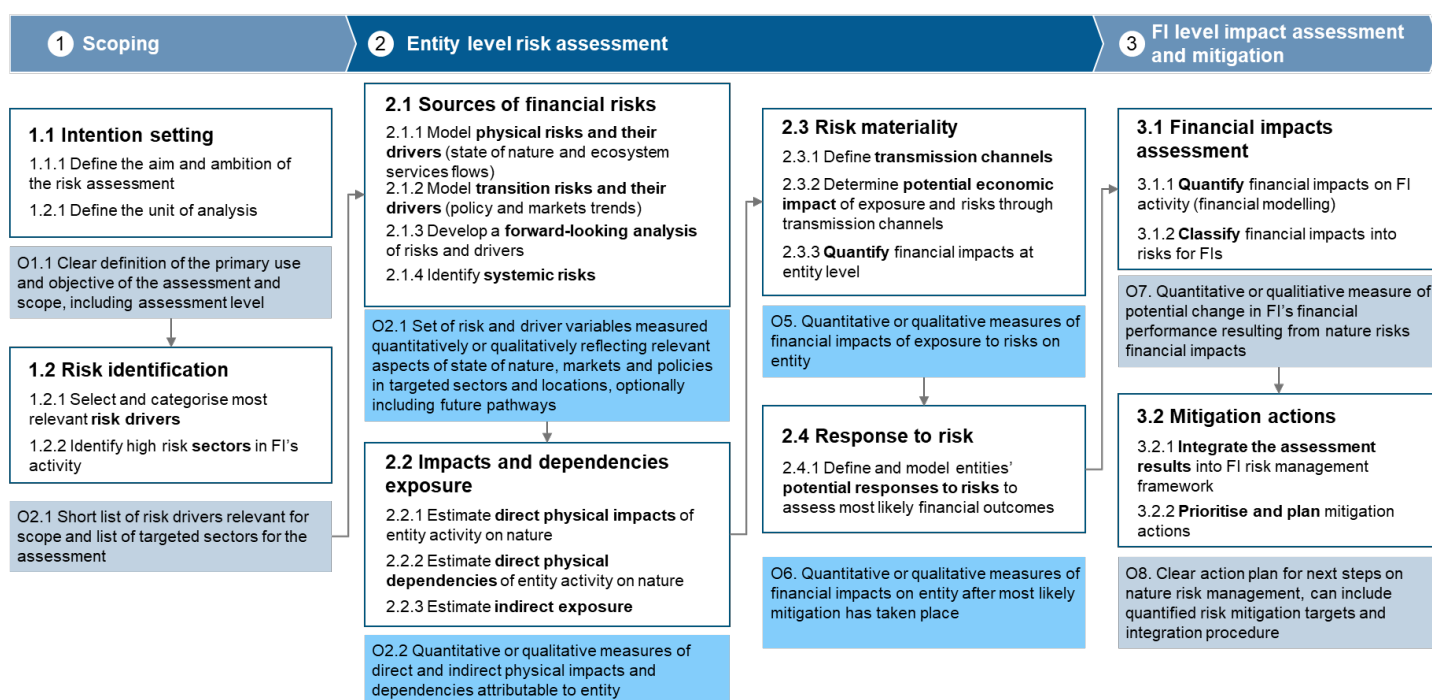 1 Scoping
2 Entity level risk assessment
3 FI level impact assessment
and mitigation
1.1 Intention setting
1.1.1 Define the aim and ambition of
the risk assessment
1.2.1 Define the unit of analysis
O1.1 Clear definition of the primary use
and objective of the assessment and
scope, including assessment level
1.2 Risk identification
1.2.1 Select and categorise most
relevant risk drivers
1.2.2 Identify high risk sectors in FI's
activity
O2.1 Short list of risk drivers relevant for
scope and list of targeted sectors for the
assessment
2.1 Sources of financial risks
2.1.1 Model physical risks and their
drivers (state of nature and ecosystem
services flows)
2.1.2 Model transition risks and their
drivers (policy and markets trends)
2.1.3 Develop a forward-looking analysis
of risks and drivers
2.1.4 Identify systemic risks
O2.1 Set of risk and driver variables measured
quantitatively or qualitatively reflecting relevant
aspects of state of nature, markets and policies
in targeted sectors and locations, optionally
including future pathways
2.2 Impacts and dependencies
exposure
2.2.1 Estimate direct physical impacts of
entity activity on nature
2.2.2 Estimate direct physical
dependencies of entity activity on nature
2.2.3 Estimate indirect exposure
O2.2 Quantitative or qualitative measures of
direct and indirect physical impacts and
dependencies attributable to entity
2.3 Risk materiality
2.3.1 Define transmission channels
2.3.2 Determine potential economic
impact of exposure and risks through
transmission channels
2.3.3 Quantify financial impacts at
entity level
O5. Quantitative or qualitative measures of
financial impacts of exposure to risks on
entity
2.4 Response to risk
2.4.1 Define and model entities'
potential responses to risks to
assess most likely financial outcomes
O6. Quantitative or qualitative measures of
financial impacts on entity after most likely
mitigation has taken place
3.1 Financial impacts
assessment
3.1.1 Quantify financial impacts on FI
activity (financial modelling)
3.1.2 Classify financial impacts into
risks for FIs
O7. Quantitative or qualitiative measure of
potential change in FI's financial
performance resulting from nature risks
financial impacts
3.2 Mitigation actions
3.2.1 Integrate the assessment
results into FI risk management
framework
3.2.2 Prioritise and plan mitigation
actions
O8. Clear action plan for next steps on
nature risk management, can include
quantified risk mitigation targets and
integration procedure